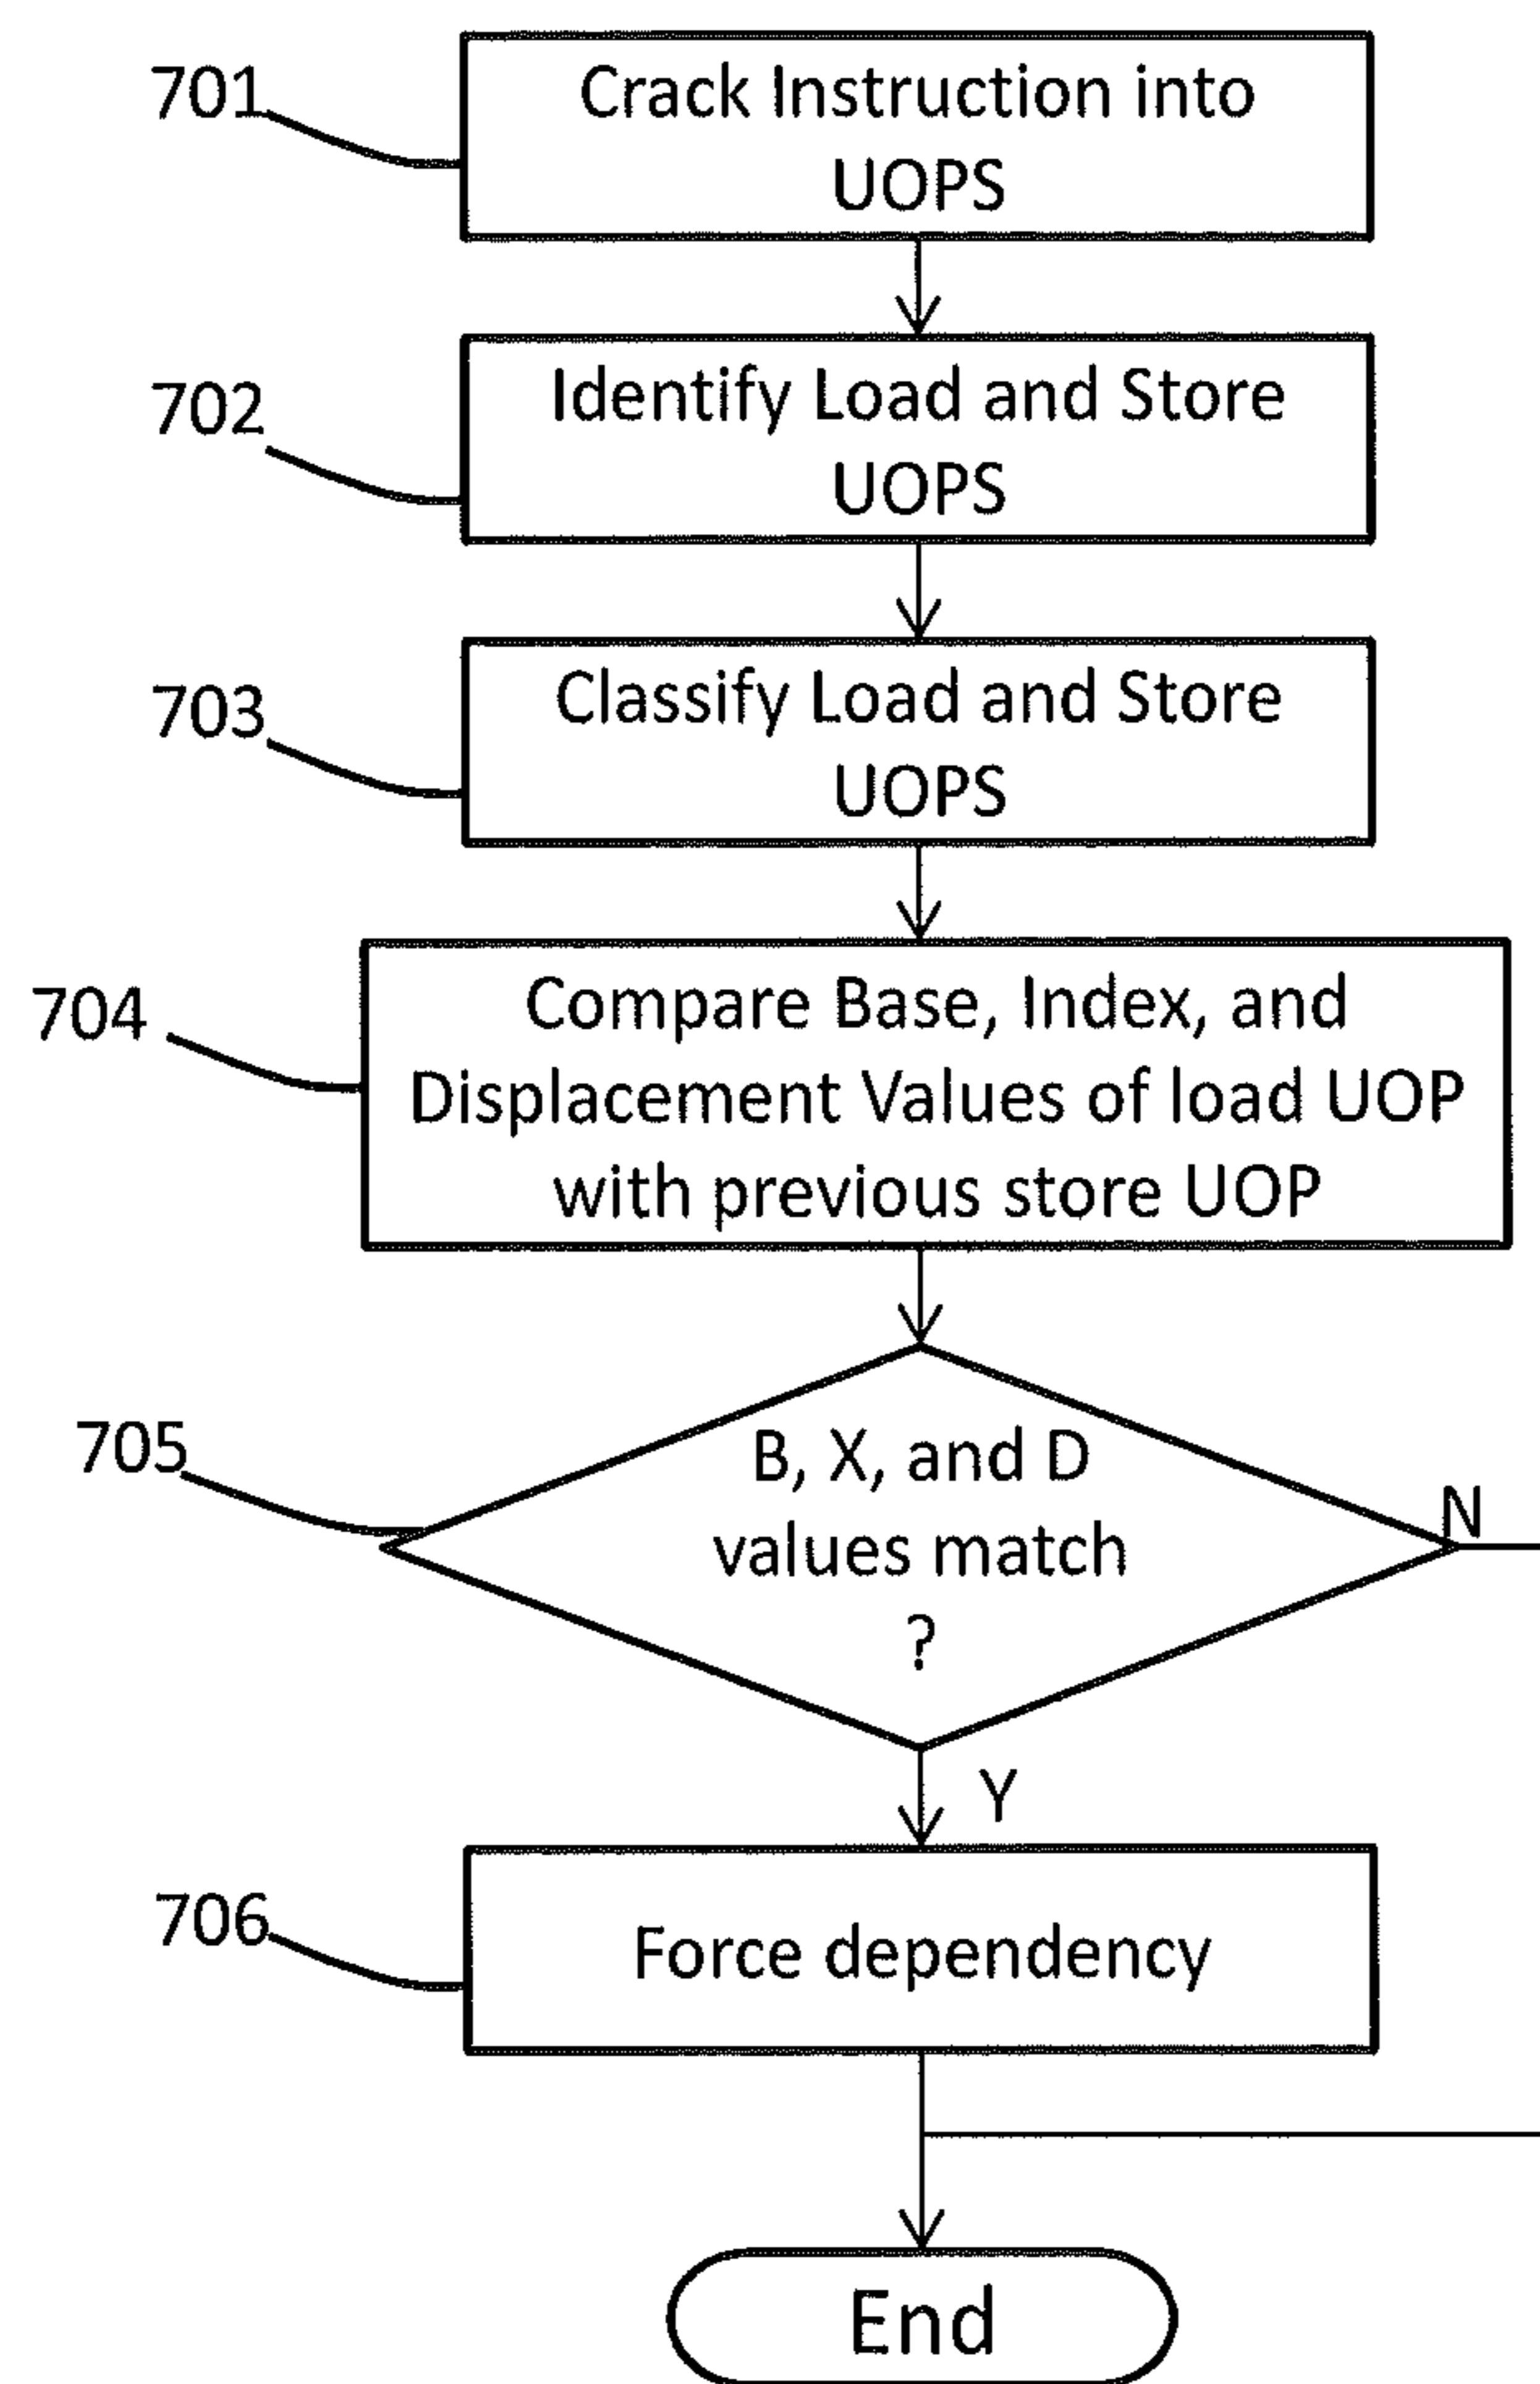 701
Crack Instruction into
UOPS
702
Identify Load and Store
UOPS
703
Classify Load and Store
UOPS
704
Compare Base, Index, and
Displacement Values of load UOP
with previous store UOP
705
B, X, and D
values match
?
N
Y
706
Force dependency
End